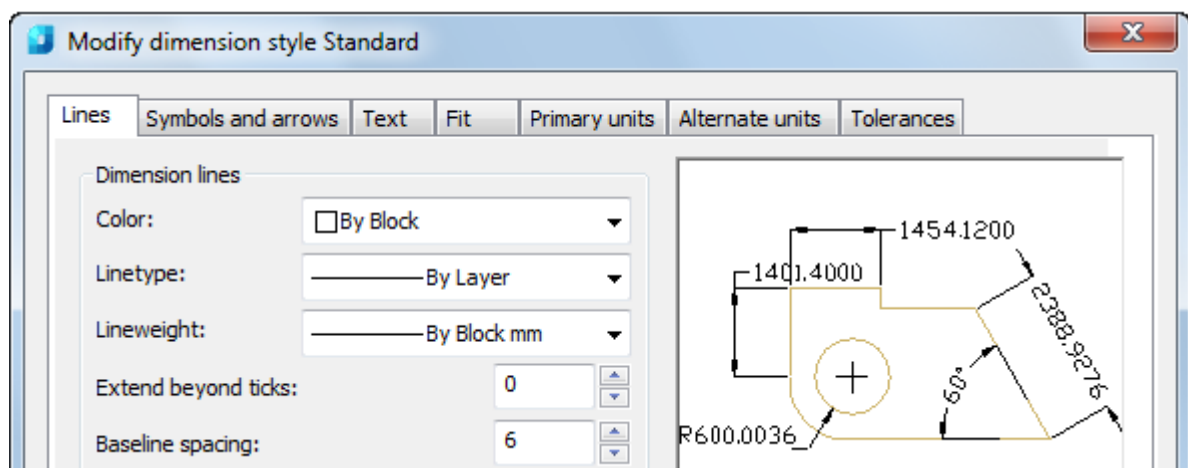 Modify dimension style Standard
Lines Symbols and arrows Text Fit Primary units Alternate units Tolerances
Dimension lines
Color: By Block
Linetype: By Layer
Lineweight: By Block mm
Extend beyond ticks: 0
Baseline spacing: 6
1454.1200
1401.4000
2388.9276
60°
R600.0036